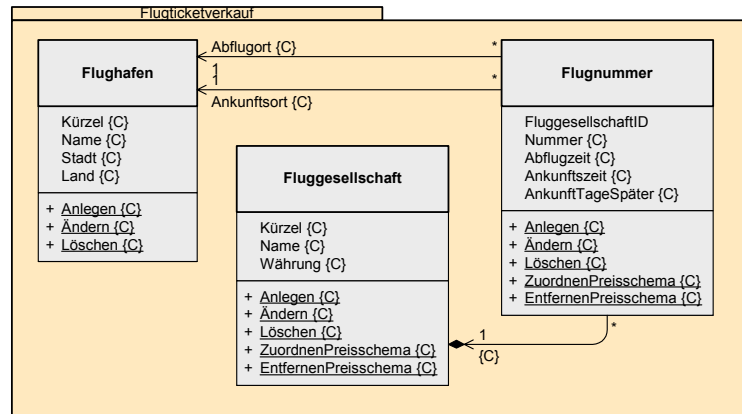 Flugticketverkauf
Flughafen
Kürzel {C}
Name {C}
Stadt {C}
Land {C}
+ Anlegen {C}
+ Ändern {C}
+ Löschen {C}
Abflugort {C}
*
1
1
*
Ankunftsort {C}
Flugnummer
FluggesellschaftID
Nummer {C}
Abflugzeit {C}
Ankunftszeit {C}
AnkunftTageSpäter {C}
+ Anlegen {C}
+ Ändern {C}
+ Löschen {C}
+ ZuordnenPreisschema {C}
+ EntfernenPreisschema {C}
Fluggesellschaft
Kürzel {C}
Name {C}
Währung {C}
+ Anlegen {C}
+ Ändern {C}
+ Löschen {C}
+ ZuordnenPreisschema {C}
+ EntfernenPreisschema {C}
1
*
{C}